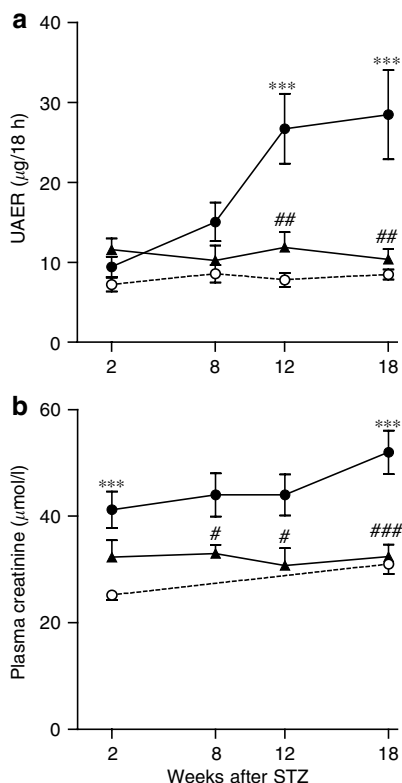 a
40
30
20
10
0
UAER (μg/18 h)
***
***
##
##
2 8 12 18
b
60
40
20
0
Plasma creatinine (μmol/l)
***
***
# # ###
2 8 12 18
Weeks after STZ